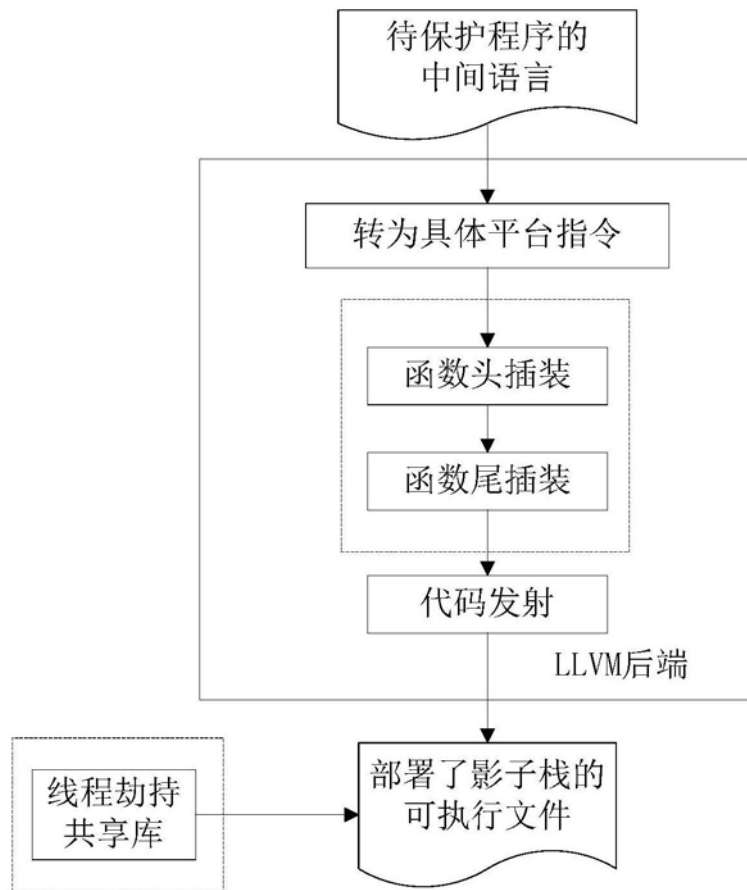 待保护程序的
中间语言
转为具体平台指令
函数头插装
函数尾插装
代码发射
LLVM后端
线程劫持
共享库
部署了影子栈的
可执行文件